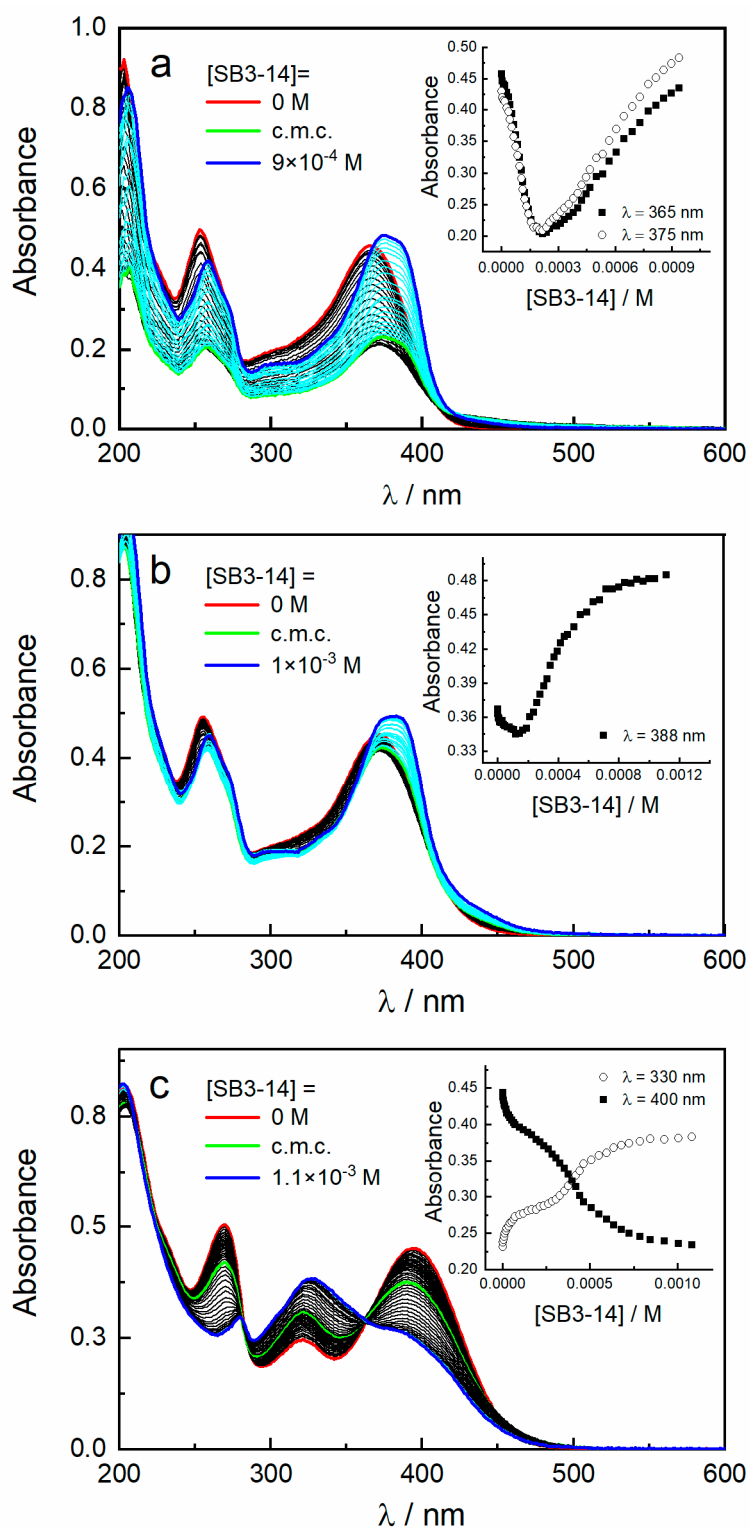 a
[SB3-14]=
0 M
c.m.c.
9×10⁻⁴ M
Absorbance
1.0
0.8
0.6
0.4
0.2
0.0
200 300 400 500 600
λ / nm
Absorbance
0.50
0.45
0.40
0.35
0.30
0.25
0.20
λ = 365 nm
λ = 375 nm
0.0000 0.0003 0.0006 0.0009
[SB3-14] / M
b
[SB3-14] =
0 M
c.m.c.
1×10⁻³ M
Absorbance
0.8
0.6
0.4
0.2
0.0
200 300 400 500 600
λ / nm
Absorbance
0.48
0.45
0.42
0.39
0.36
0.33
λ = 388 nm
0.0000 0.0004 0.0008 0.0012
[SB3-14] / M
c
[SB3-14] =
0 M
c.m.c.
1.1×10⁻³ M
Absorbance
0.8
0.5
0.3
0.0
200 300 400 500 600
λ / nm
Absorbance
0.45
0.40
0.35
0.30
0.25
0.20
λ = 330 nm
λ = 400 nm
0.0000 0.0005 0.0010
[SB3-14] / M